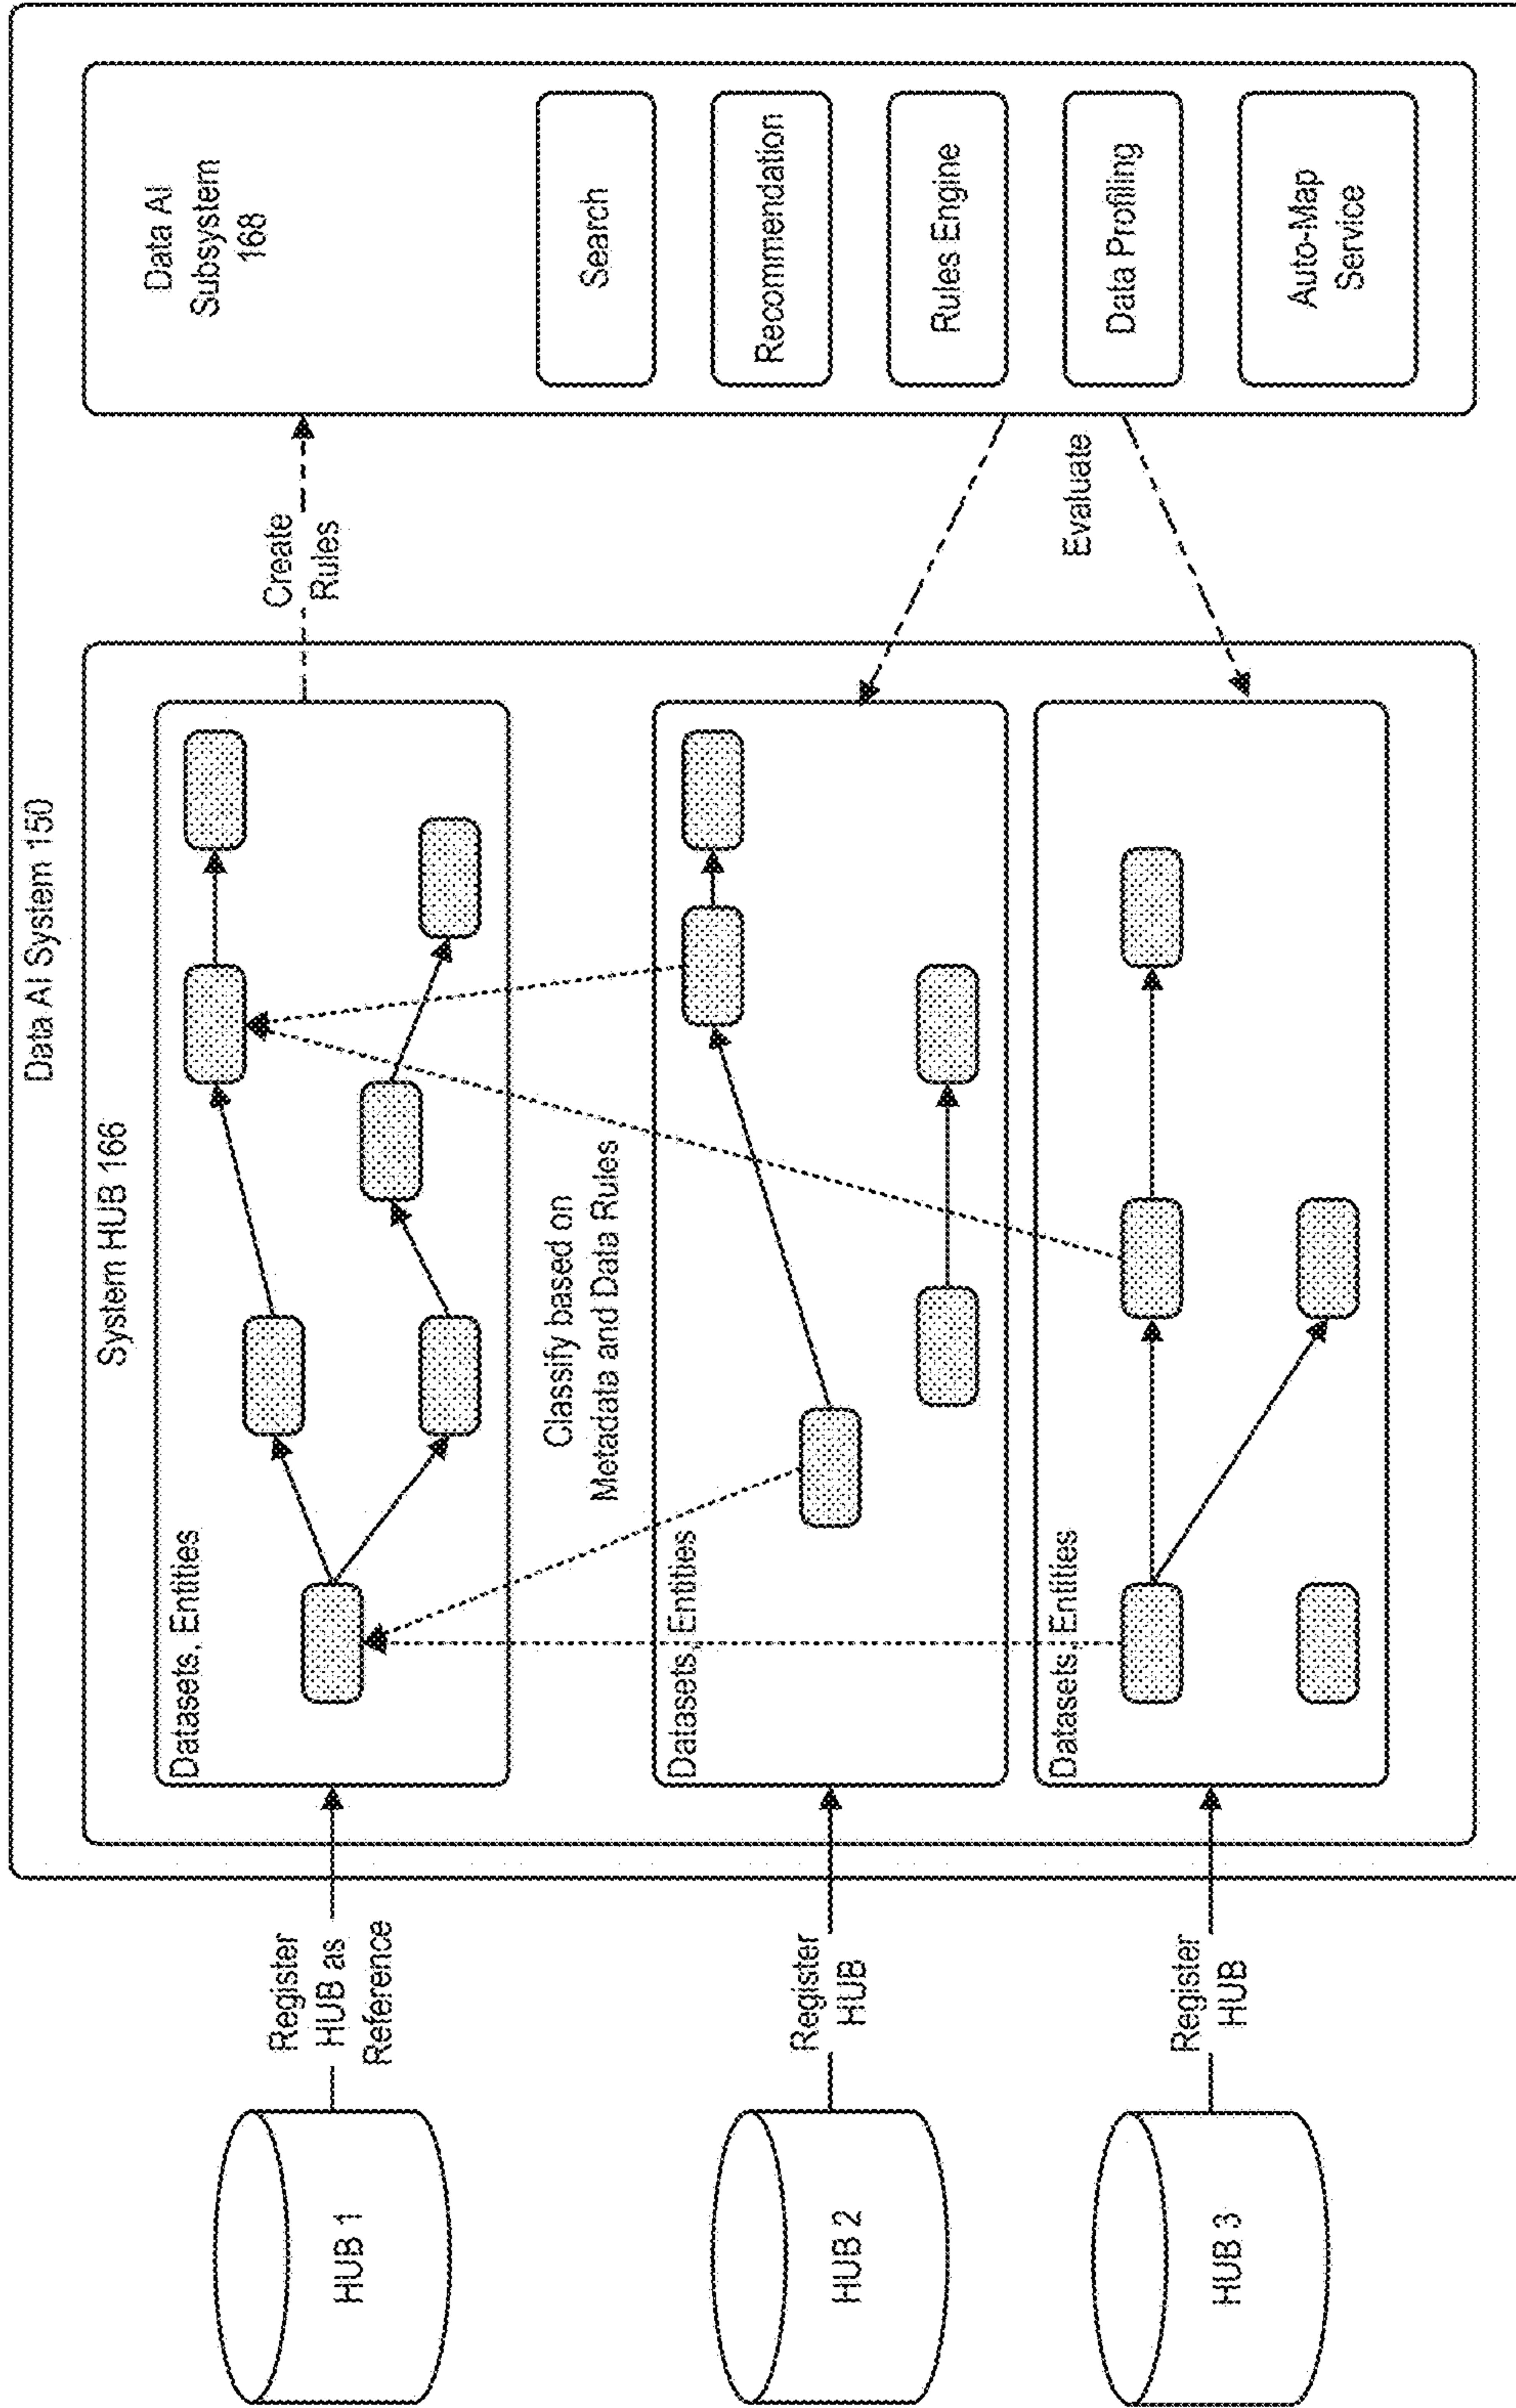 Data AI System 150
System HUB 166
HUB 1
Register
HUB as
Reference
Datasets, Entities
Create
Rules
Classify based on
Metadata and Data Rules
HUB 2
Register
HUB
Datasets, Entities
HUB 3
Register
HUB
Datasets, Entities
Evaluate
Data AI
Subsystem
168
Search
Recommendation
Rules Engine
Data Profiling
Auto-Map
Service